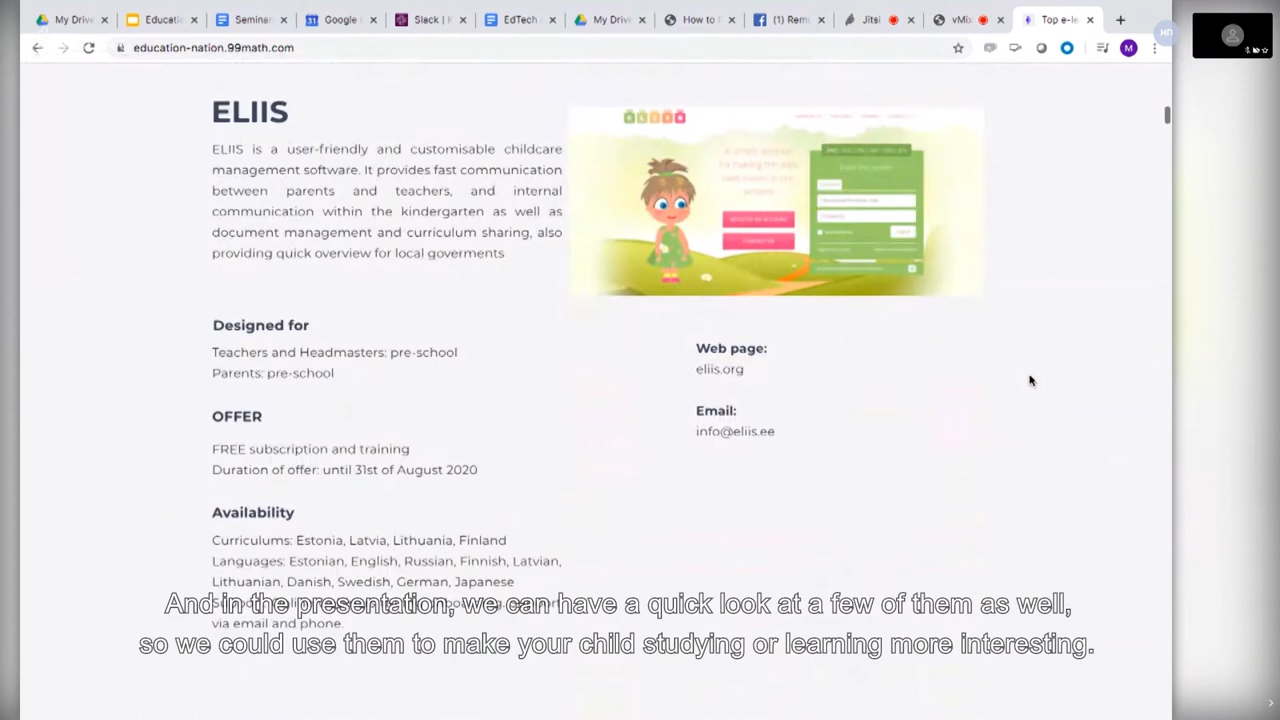 My Drive
Educatio
Seminar
Google C
Slack | K
EdTech
My Drive
How to F
(1) Remo
Jitsi
vMix
Top e-le
education-nation.99math.com
M
HD
ELIIS
ELIIS is a user-friendly and customisable childcare
management software. It provides fast communication
between parents and teachers, and internal
communication within the kindergarten as well as
document management and curriculum sharing, also
providing quick overview for local goverments
Designed for
Teachers and Headmasters: pre-school
Parents: pre-school
OFFER
FREE subscription and training
Duration of offer: until 31st of August 2020
Availability
Curriculums: Estonia, Latvia, Lithuania, Finland
Languages: Estonian, English, Russian, Finnish, Latvian,
Lithuanian, Danish, Swedish, German, Japanese
via email and phone.
Web page:
eliis.org
Email:
info@eliis.ee
And in the presentation, we can have a quick look at a few of them as well,
so we could use them to make your child studying or learning more interesting.